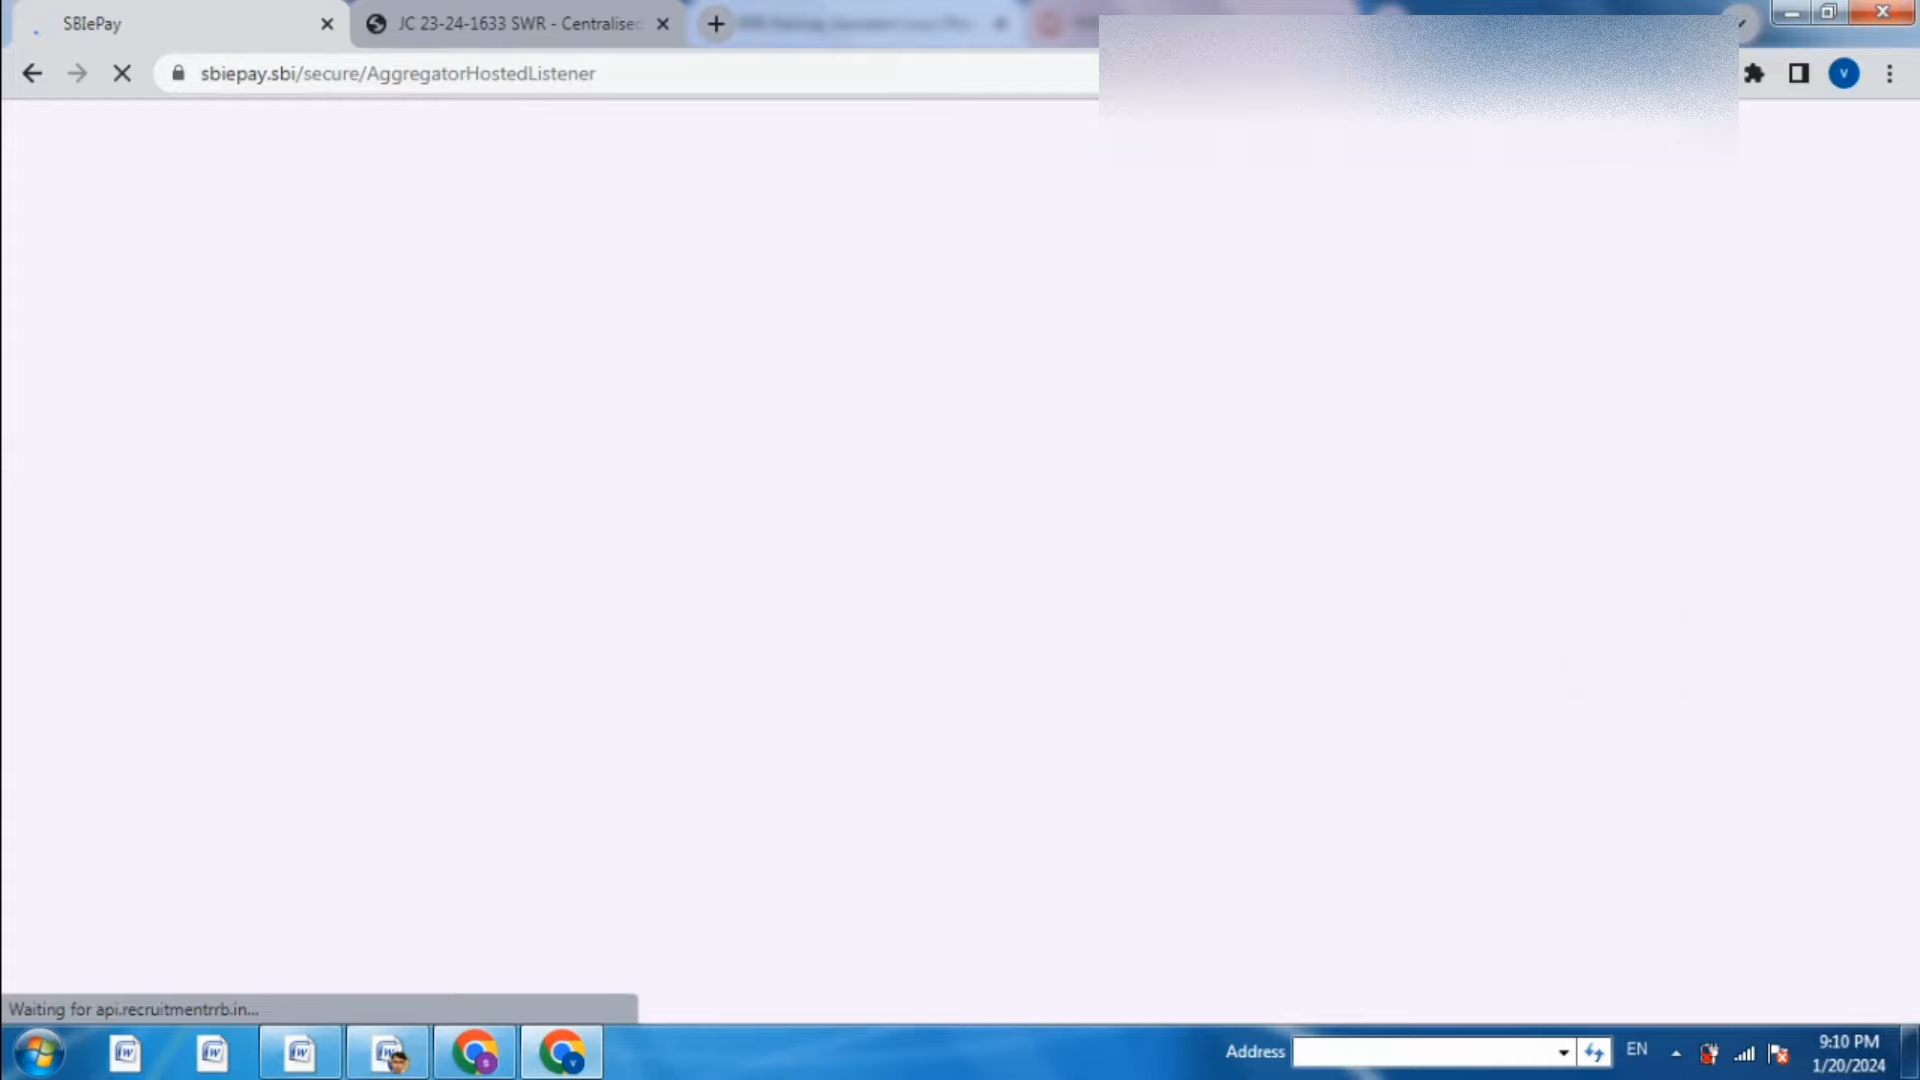 SBIePay
JC 23-24-1633 SWR - Centralised
sbiepay.sbi/secure/AggregatorHostedListener
V
Waiting for api.recruitmentrrb.in...
Address
EN
9:10 PM
1/20/2024